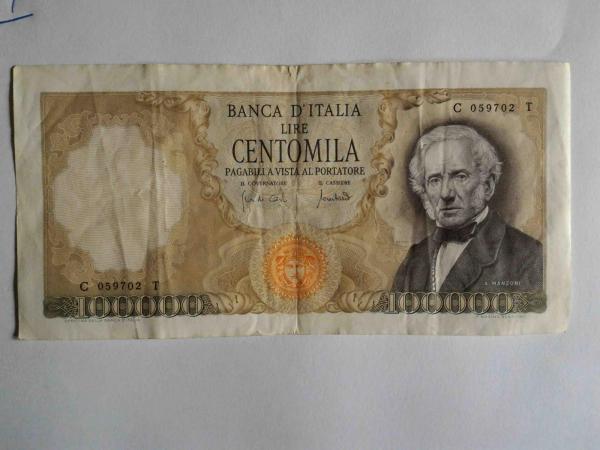 BANCA D'ITALIA
LIRE
CENTOMILA
PAGABILI A VISTA AL PORTATORE
IL GOVERNATORE IL CASSIERE
C 059702 T
C 059702 T
A. MANZONI
100000
100000